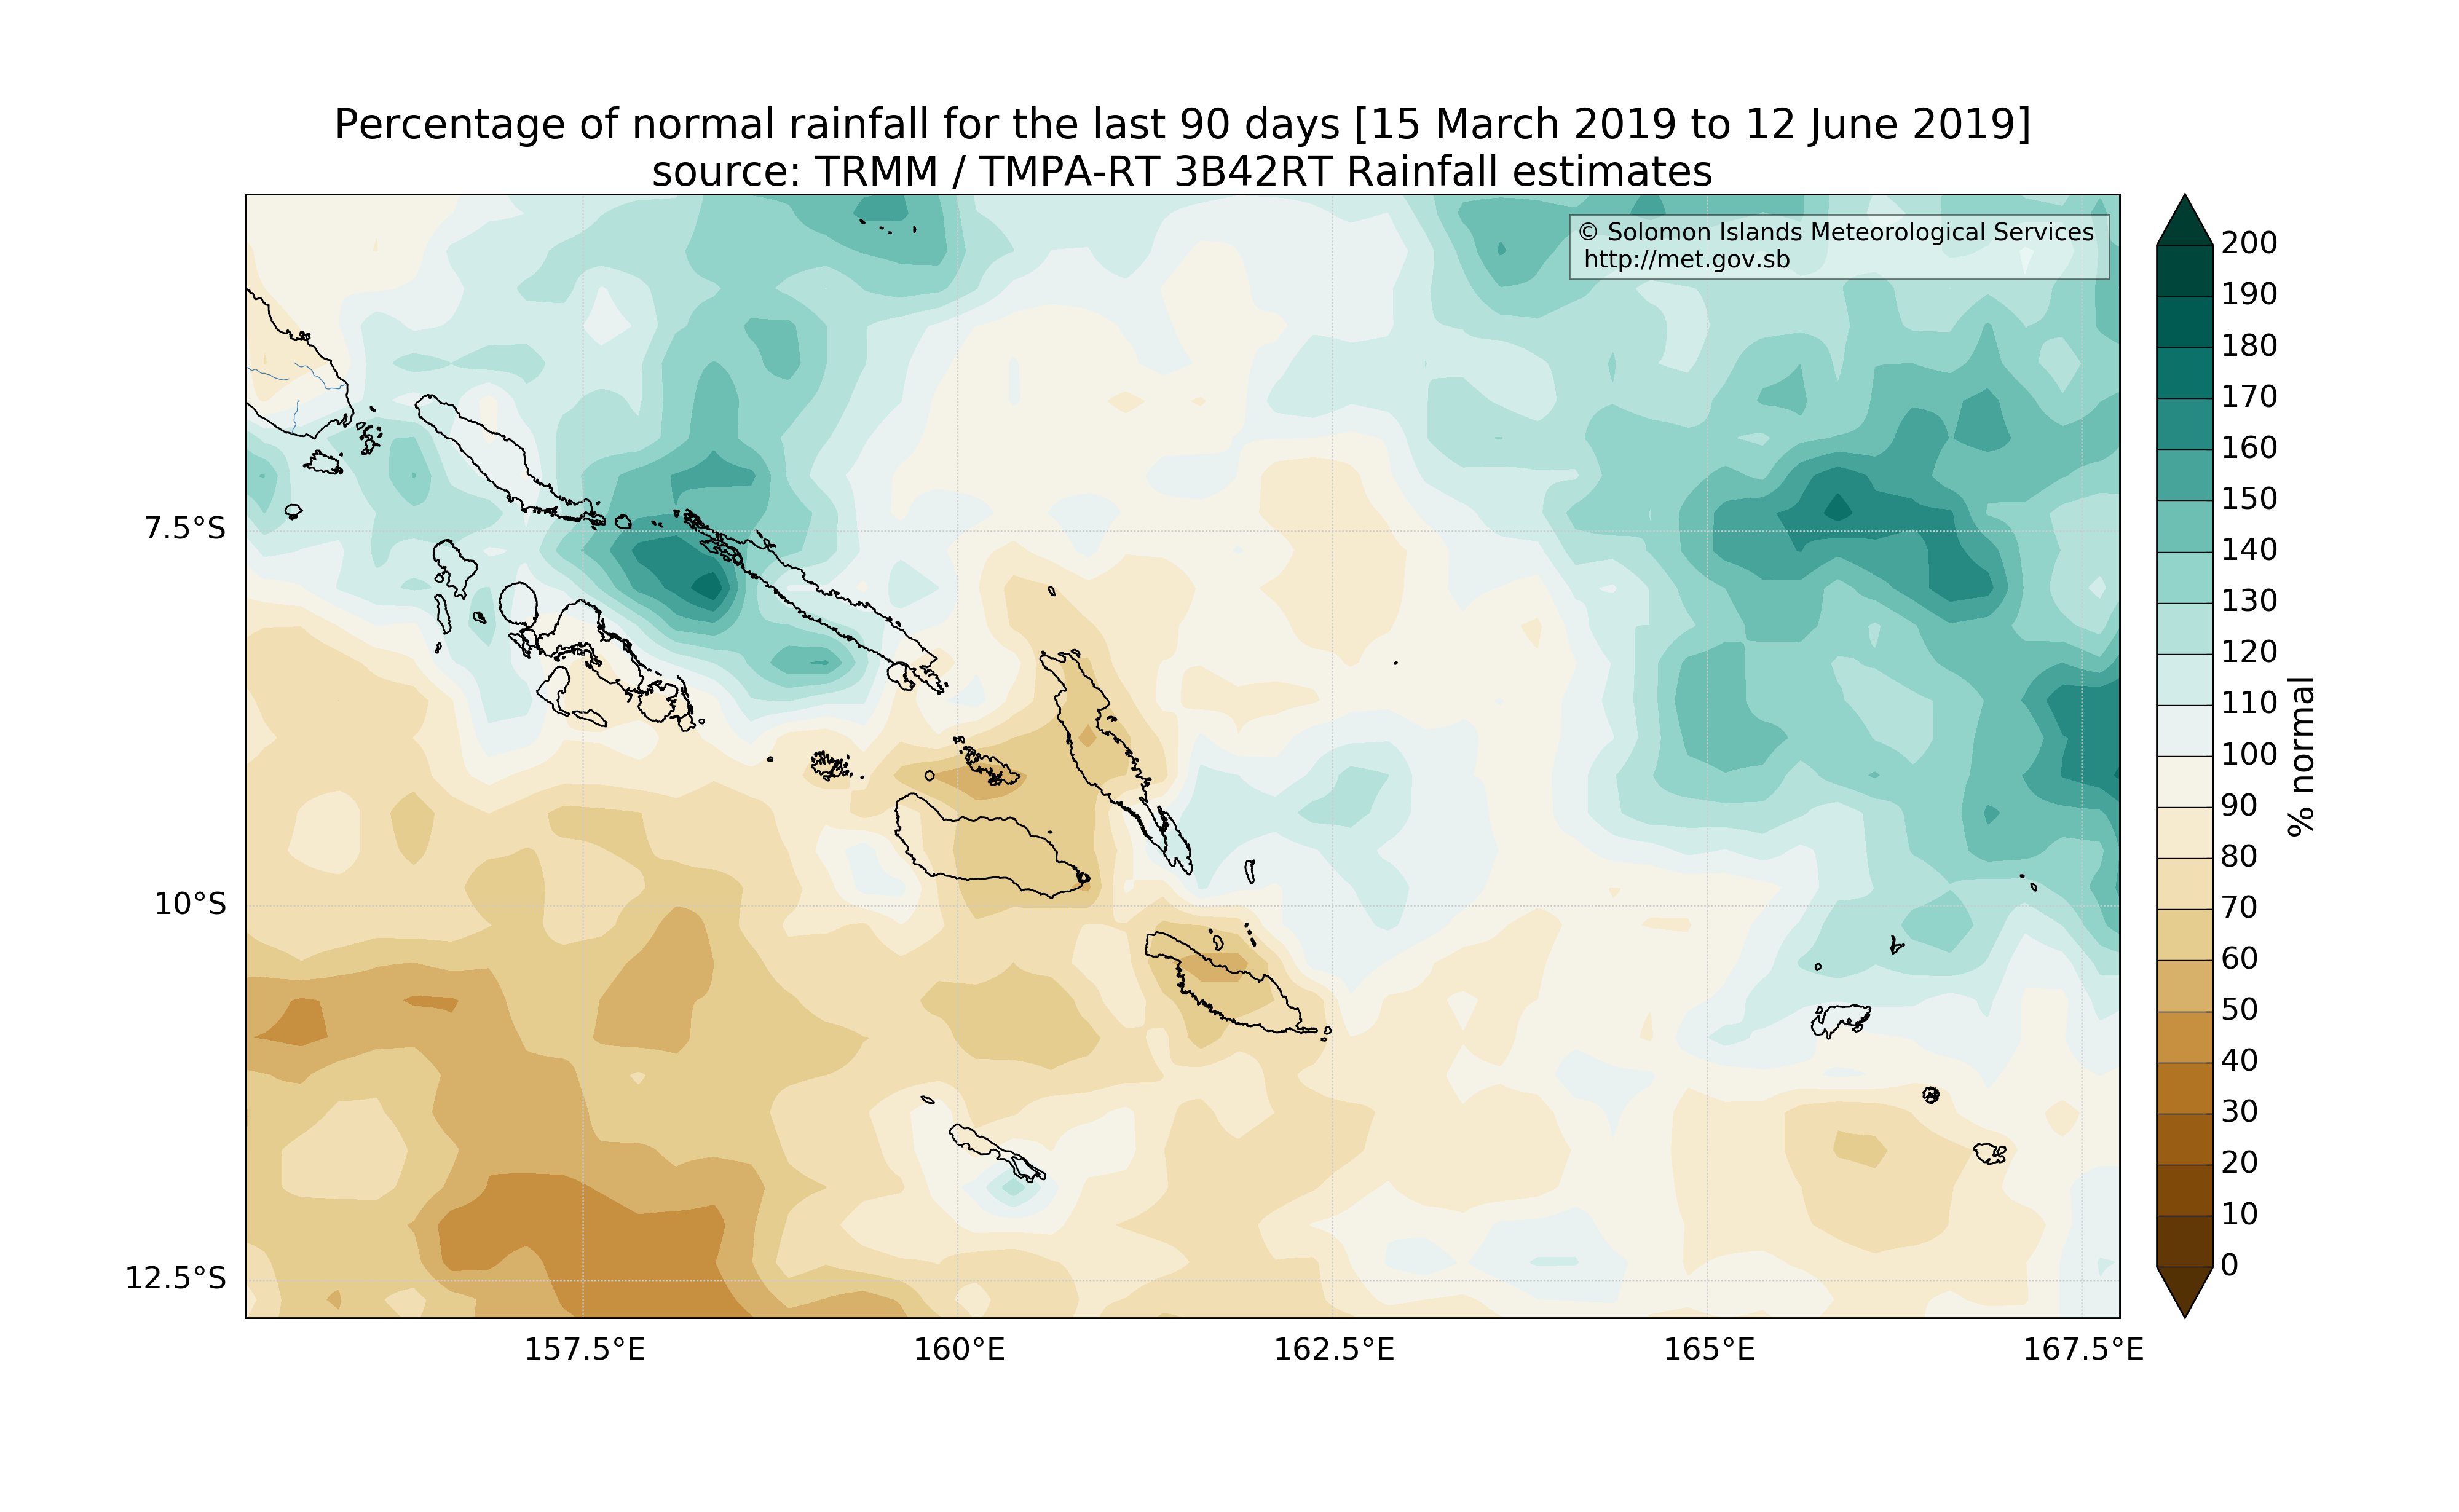 Percentage of normal rainfall for the last 90 days [15 March 2019 to 12 June 2019]
source: TRMM / TMPA-RT 3B42RT Rainfall estimates
© Solomon Islands Meteorological Services
http://met.gov.sb
7.5°S
10°S
12.5°S
157.5°E
160°E
162.5°E
165°E
167.5°E
200
190
180
170
160
150
140
130
120
110
100
90
80
70
60
50
40
30
20
10
0
% normal